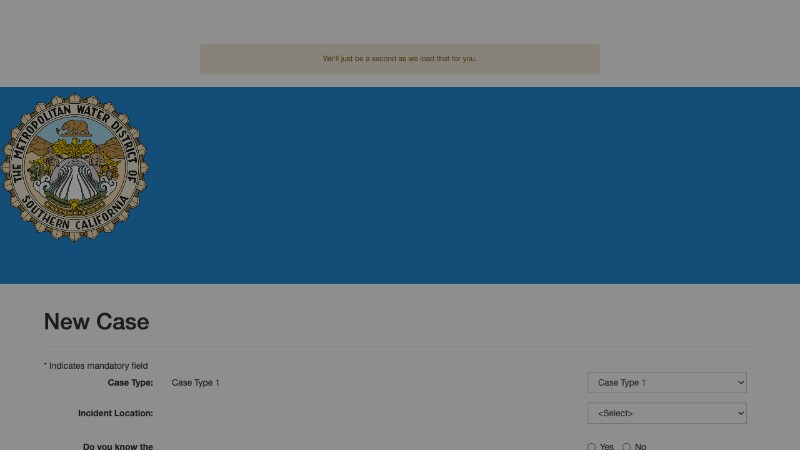 We'll just be a second as we load that for you.
THE METROPOLITAN WATER DISTRICT OF
SOUTHERN CALIFORNIA
New Case
* Indicates mandatory field
Case Type: Case Type 1 Case Type 1
Incident Location: <Select>
Do you know the Yes No